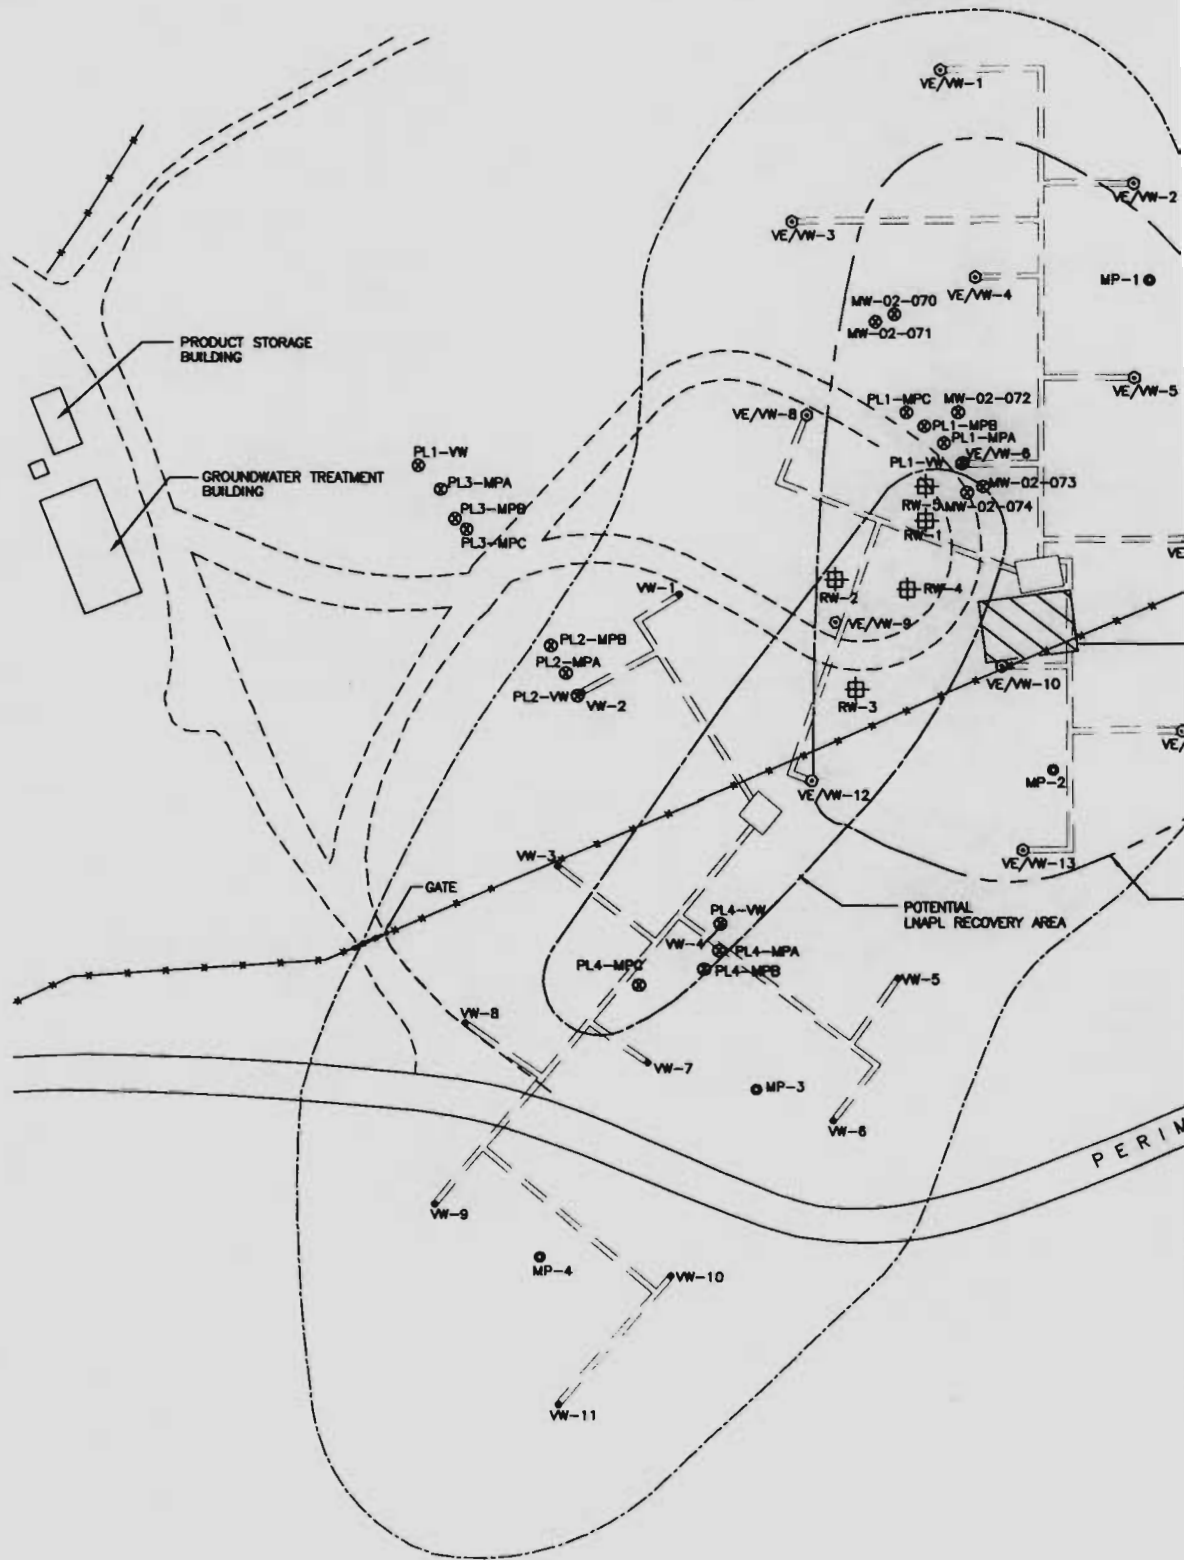 VE/VW-1
VE/VW-2
VE/VW-3
MP-1
VE/VW-4
MW-02-070
MW-02-071
PRODUCT STORAGE
BUILDING
VE/VW-5
PL1-MPC
MW-02-072
VE/VW-8
PL1-MPB
PL1-MPA
PL1-VW
VE/VW-6
PL1-VW
GROUNDWATER TREATMENT
BUILDING
PL3-MPA
MW-02-073
RW-5
MW-02-074
PL3-MPB
RW-1
PL3-MPC
VE
VW-1
RW-2
RW-4
VE/VW-9
PL2-MPB
PL2-MPA
VE/VW-10
PL2-VW
VW-2
RW-3
VE/
MP-2
VE/VW-12
VW-3
VE/VW-13
GATE
POTENTIAL
LNAPL RECOVERY AREA
PL4-VW
VW-4
PL4-MPA
PL4-MPC
PL4-MPB
VW-5
VW-8
VW-7
MP-3
VW-6
PERIM
VW-9
MP-4
VW-10
VW-11